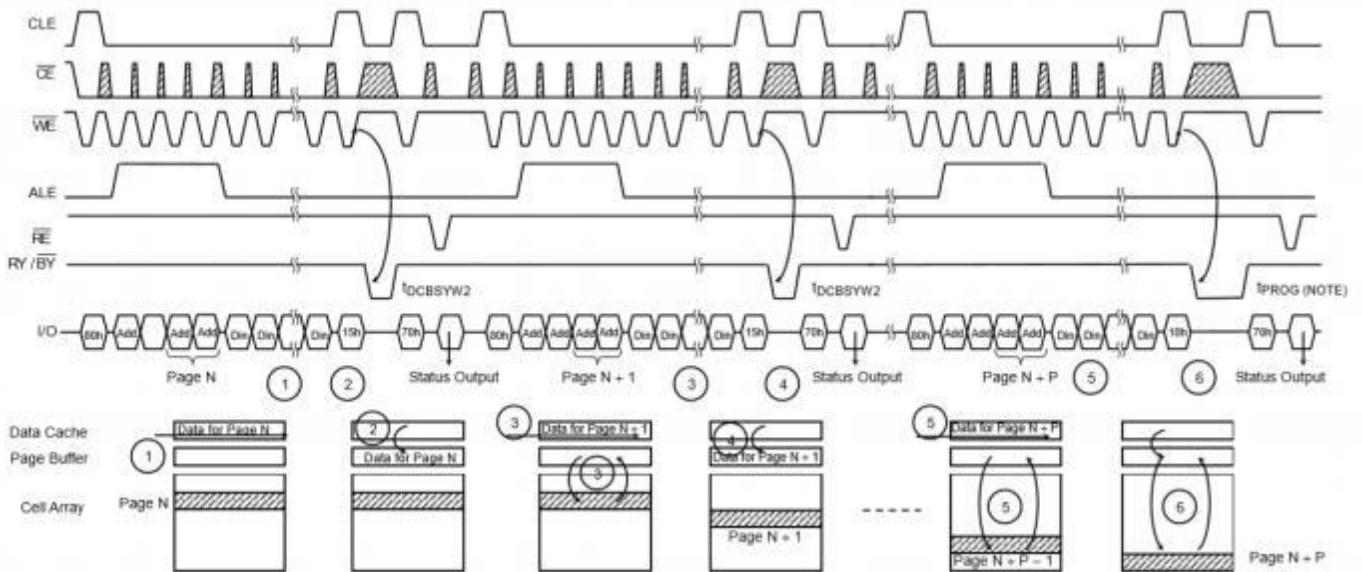 CLE
CE
WE
ALE
RE
RY / BY
tDCBSYW2 tDCBSYW2 tPROG (NOTE)
I/O 80h Add Add Add Din Din Din 15h 70h 80h Add Add Add Add Din Din Din 15h 70h 80h Add Add Add Add Din Din Din 10h 70h
Page N 1 2 Status Output Page N + 1 3 4 Status Output Page N + P 5 6 Status Output
Data Cache Data for Page N 2 3 Data for Page N + 1 4 5 Data for Page N + P
Page Buffer 1 Data for Page N Data for Page N + 1
3
Cell Array Page N 5 6
Page N + 1 Page N + P − 1 Page N + P